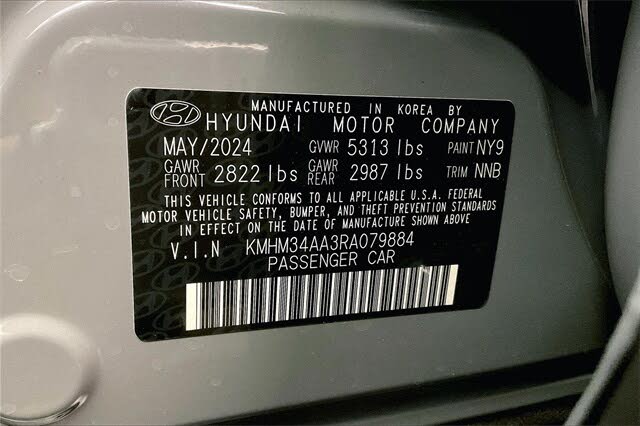 MANUFACTURED IN KOREA BY
HYUNDAI MOTOR COMPANY
MAY/2024 GVWR 5313 lbs PAINT NY9
GAWR FRONT 2822 lbs GAWR REAR 2987 lbs TRIM NNB
THIS VEHICLE CONFORMS TO ALL APPLICABLE U.S.A. FEDERAL
MOTOR VEHICLE SAFETY, BUMPER, AND THEFT PREVENTION STANDARDS
IN EFFECT ON THE DATE OF MANUFACTURE SHOWN ABOVE
V.I.N KMHM34AA3RA079884
PASSENGER CAR